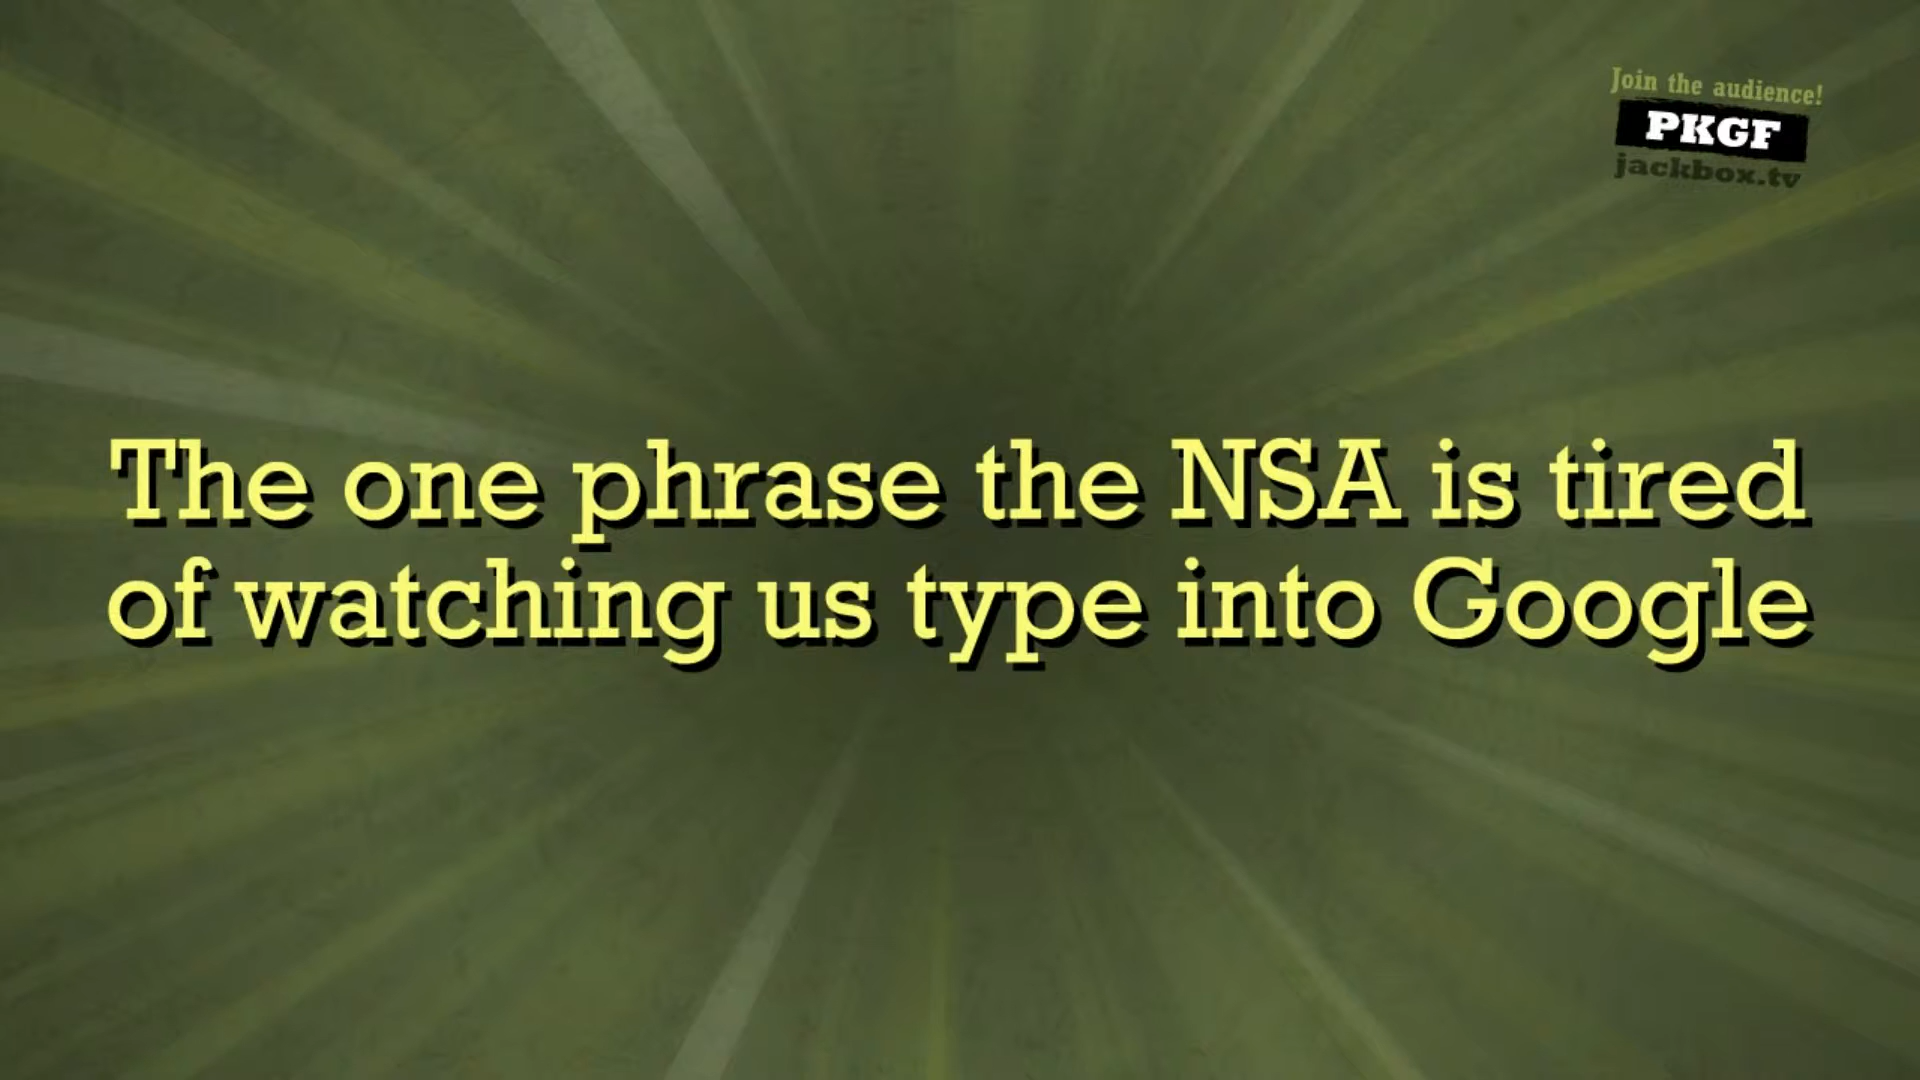 Join the audience!
PKGF
jackbox.tv
The one phrase the NSA is tired
of watching us type into Google